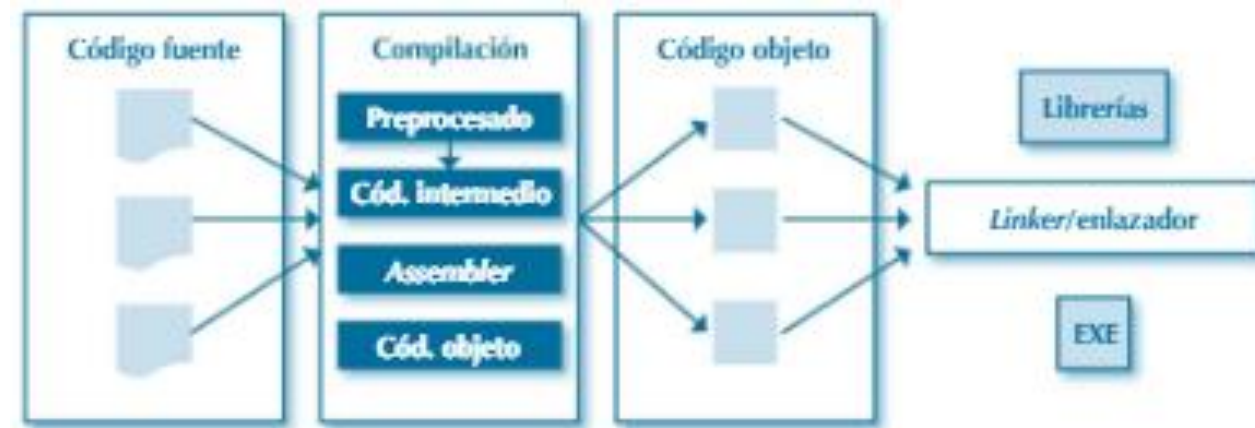 Código fuente
Compilación
Preprocesado
Cód. intermedio
Assembler
Cód. objeto
Código objeto
Librerías
Linker/enlazador
EXE